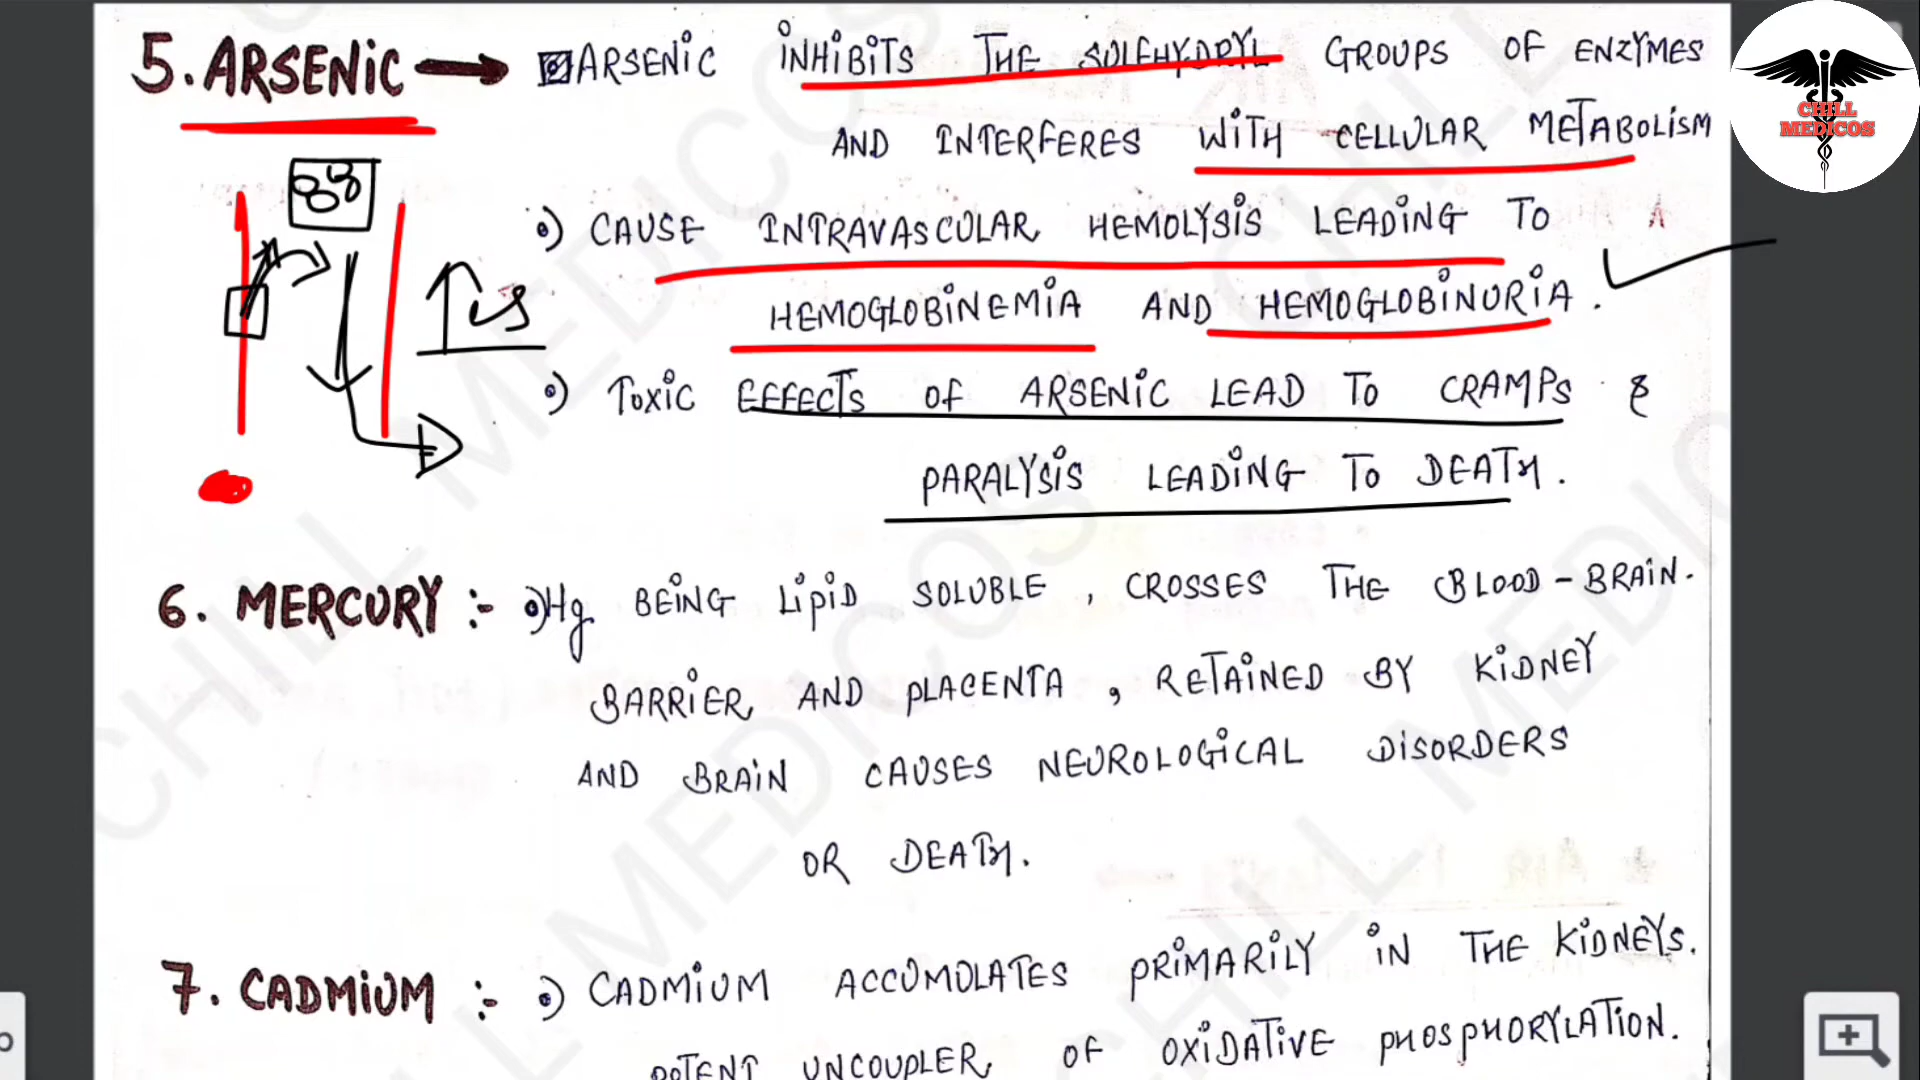 5. ARSENIC → ARSENIC INHIBITS THE SULFHYDRYL GROUPS OF ENZYMES
AND INTERFERES WITH CELLULAR METABOLISM
CAUSE INTRAVASCULAR HEMOLYSIS LEADING TO
HEMOGLOBINEMIA AND HEMOGLOBINURIA.
TOXIC EFFECTS OF ARSENIC LEAD TO CRAMPS &
PARALYSIS LEADING TO DEATH.
6. MERCURY :- Hg BEING LIPID SOLUBLE, CROSSES THE BLOOD-BRAIN.
BARRIER AND PLACENTA, RETAINED BY KIDNEY
AND BRAIN CAUSES NEUROLOGICAL DISORDERS
OR DEATH.
7. CADMIUM :- CADMIUM ACCUMULATES PRIMARILY IN THE KIDNEYS.
POTENT UNCOUPLER OF OXIDATIVE PHOSPHORYLATION.
CHILL
MEDICOS
CHILL MEDICOS